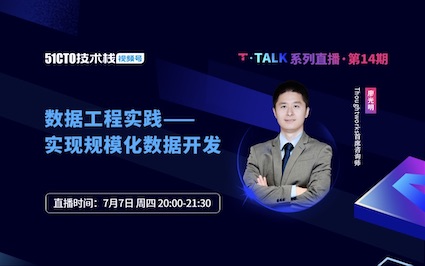 51CTO技术栈 视频号
T·TALK 系列直播·第14期
数据工程实践——
实现规模化数据开发
廖光明
Thoughtworks首席咨询师
直播时间：7月7日 周四 20:00-21:30